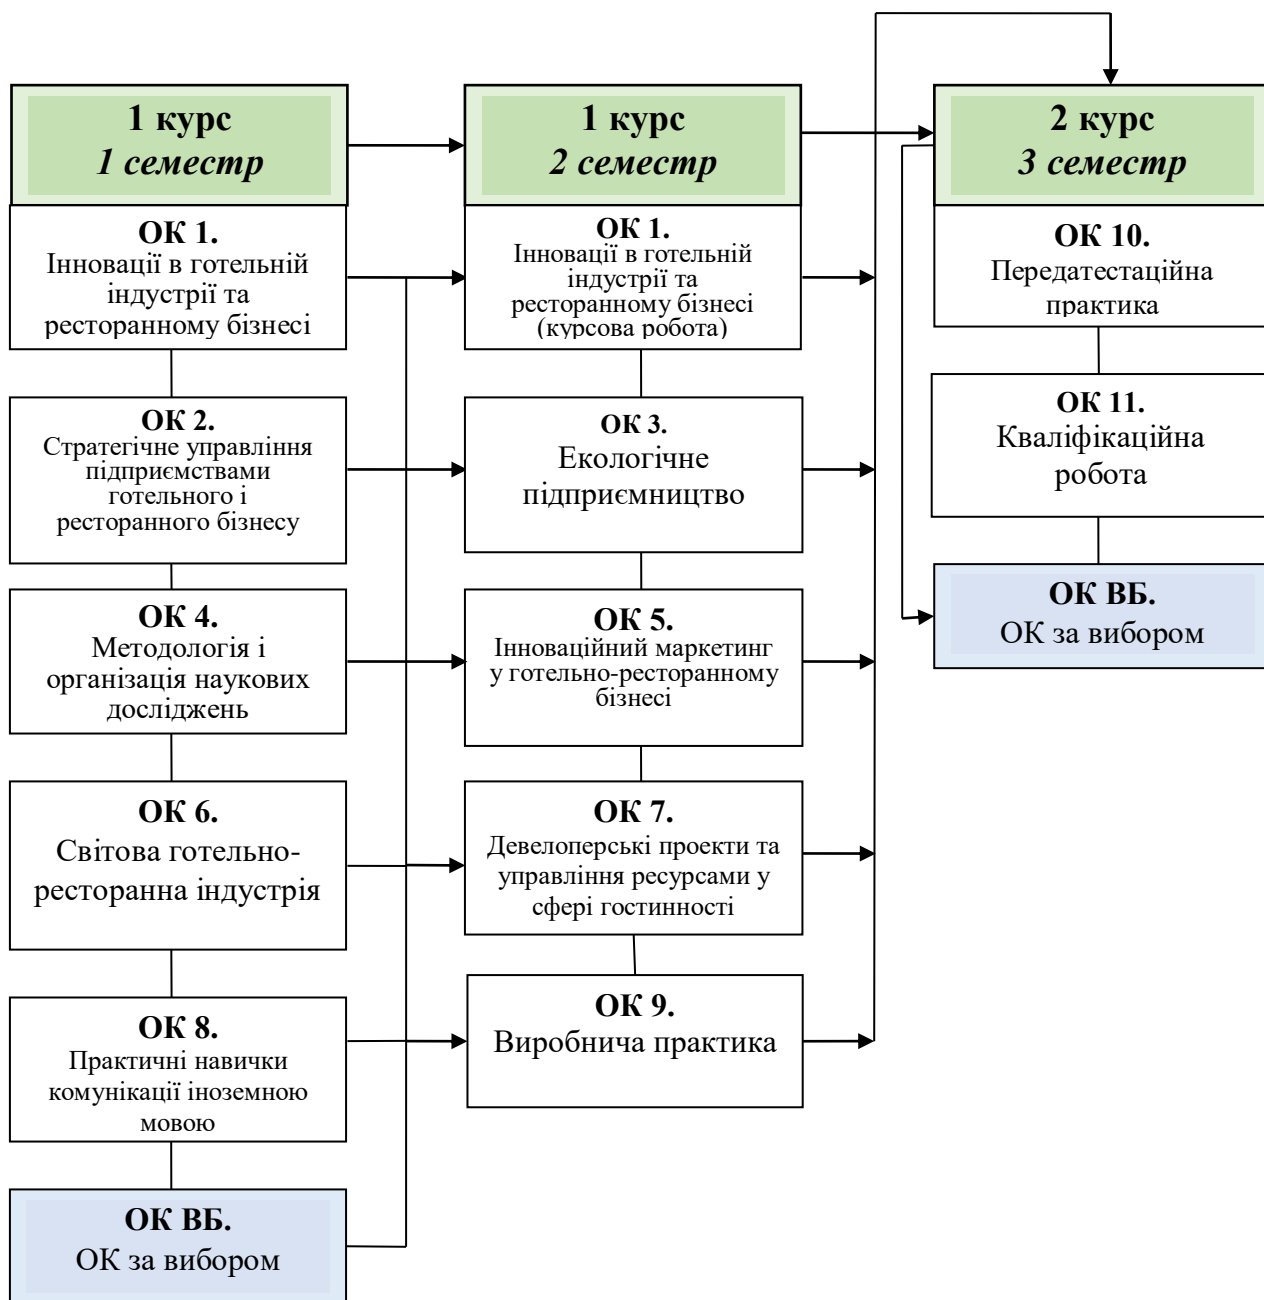 1 курс
1 семестр
ОК 1.
Інновації в готельній
індустрії та
ресторанному бізнесі
ОК 2.
Стратегічне управління
підприємствами
готельного і
ресторанного бізнесу
ОК 4.
Методологія і
організація наукових
досліджень
ОК 6.
Світова готельно-
ресторанна індустрія
ОК 8.
Практичні навички
комунікації іноземною
мовою
ОК ВБ.
ОК за вибором
1 курс
2 семестр
ОК 1.
Інновації в готельній
індустрії та
ресторанному бізнесі
(курсова робота)
ОК 3.
Екологічне
підприємництво
ОК 5.
Інноваційний маркетинг
у готельно-ресторанному
бізнесі
ОК 7.
Девелоперські проекти та
управління ресурсами у
сфері гостинності
ОК 9.
Виробнича практика
2 курс
3 семестр
ОК 10.
Передатестаційна
практика
ОК 11.
Кваліфікаційна
робота
ОК ВБ.
ОК за вибором